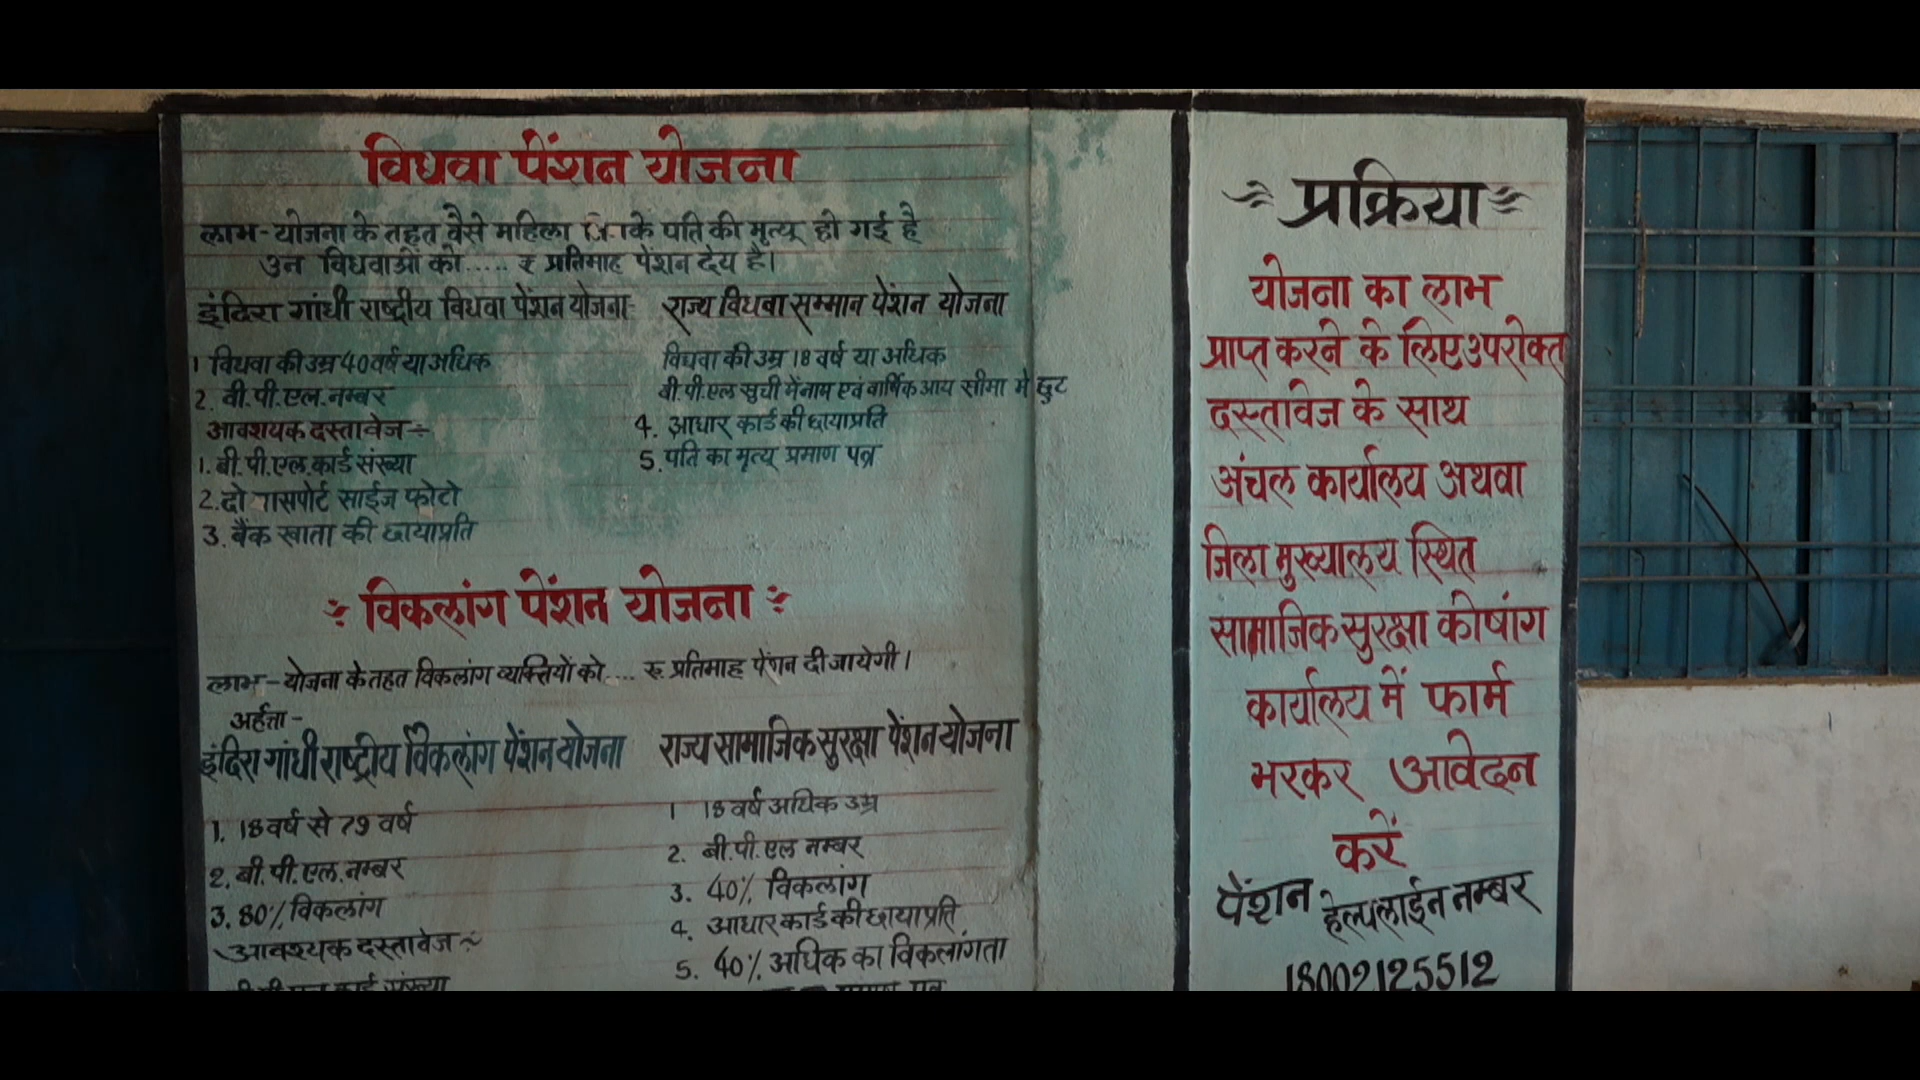 विधवा पेंशन योजना
लाभ- योजना के तहत वैसे महिला के पति की मृत्यू हो गई है
उन विधवाओं को..... रु प्रतिमाह पेंशन देय है।
इंदिरा गांधी राष्ट्रीय विधवा पेंशन योजना
1 विधवा की उम्र 40 वर्ष या अधिक
2. बी.पी.एल. नम्बर
आवशयक दस्तावेज ÷
1. बी.पी.एल. कार्ड संख्या
2. दो पासपोर्ट साईज फोटो
3. बैंक खाता की छायाप्रति
राज्य विधवा सम्मान पेंशन योजना
विधवा की उम्र 18 वर्ष या अधिक
बी.पी.एल सुची में नाम एवं वार्षिक आय सीमा मे छुट
4. आधार कार्ड की छायाप्रति
5. पति का मृत्यू प्रमाण पत्र
विकलांग पेंशन योजना
लाभ- योजना के तहत विकलांग व्यक्तियों को .... रु. प्रतिमाह पेंशन दी जायेगी।
अर्हत्ता -
इंदिरा गांधी राष्ट्रीय विकलांग पेंशन योजना
1. 18 वर्ष से 79 वर्ष
2. बी.पी.एल. नम्बर
3. 80% विकलांग
आवश्यक दस्तावेज ~
बी.पी.एल कार्ड संख्या
राज्य सामाजिक सुरक्षा पेंशन योजना
1 18 वर्ष अधिक उम्र
2. बी.पी.एल नम्बर
3. 40% विकलांग
4. आधार कार्ड की छायाप्रति
5. 40% अधिक का विकलांगता
प्रमाण पत्र
प्रक्रिया
योजना का लाभ
प्राप्त करने के लिए उपरोक्त
दस्तावेज के साथ
अंचल कार्यालय अथवा
जिला मुख्यालय स्थित
सामाजिक सुरक्षा कोषांग
कार्यालय में फार्म
भरकर आवेदन
करें
पेंशन हेल्पलाईन नम्बर
18002125512